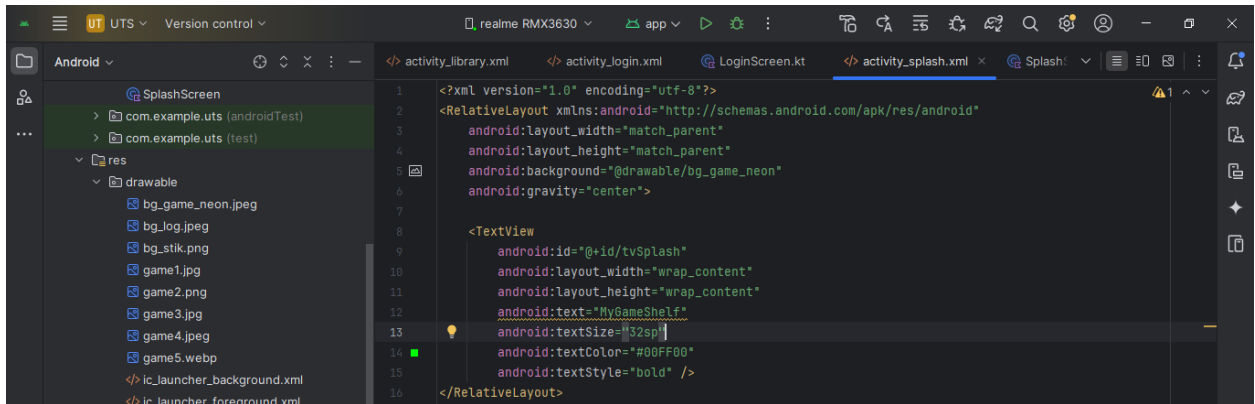 UT UTS Version control realme RMX3630 app
Android
activity_library.xml activity_login.xml LoginScreen.kt activity_splash.xml Splash
SplashScreen
com.example.uts (androidTest)
com.example.uts (test)
res
drawable
bg_game_neon.jpeg
bg_log.jpeg
bg_stik.png
game1.jpg
game2.png
game3.jpg
game4.jpeg
game5.webp
ic_launcher_background.xml
ic_launcher_foreground.xml
1 <?xml version="1.0" encoding="utf-8"?> 1
2 <RelativeLayout xmlns:android="http://schemas.android.com/apk/res/android"
3 android:layout_width="match_parent"
4 android:layout_height="match_parent"
5 android:background="@drawable/bg_game_neon"
6 android:gravity="center">
7
8 <TextView
9 android:id="@+id/tvSplash"
10 android:layout_width="wrap_content"
11 android:layout_height="wrap_content"
12 android:text="MyGameShelf"
13 android:textSize="32sp"
14 android:textColor="#00FF00"
15 android:textStyle="bold" />
16 </RelativeLayout>